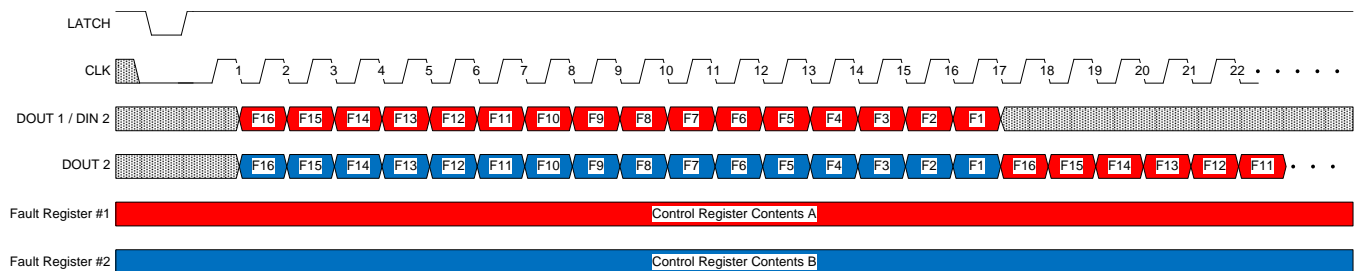 LATCH
CLK 1 2 3 4 5 6 7 8 9 10 11 12 13 14 15 16 17 18 19 20 21 22 . . . . .
DOUT 1 / DIN 2 F16 F15 F14 F13 F12 F11 F10 F9 F8 F7 F6 F5 F4 F3 F2 F1
DOUT 2 F16 F15 F14 F13 F12 F11 F10 F9 F8 F7 F6 F5 F4 F3 F2 F1 F16 F15 F14 F13 F12 F11 . . .
Fault Register #1 Control Register Contents A
Fault Register #2 Control Register Contents B